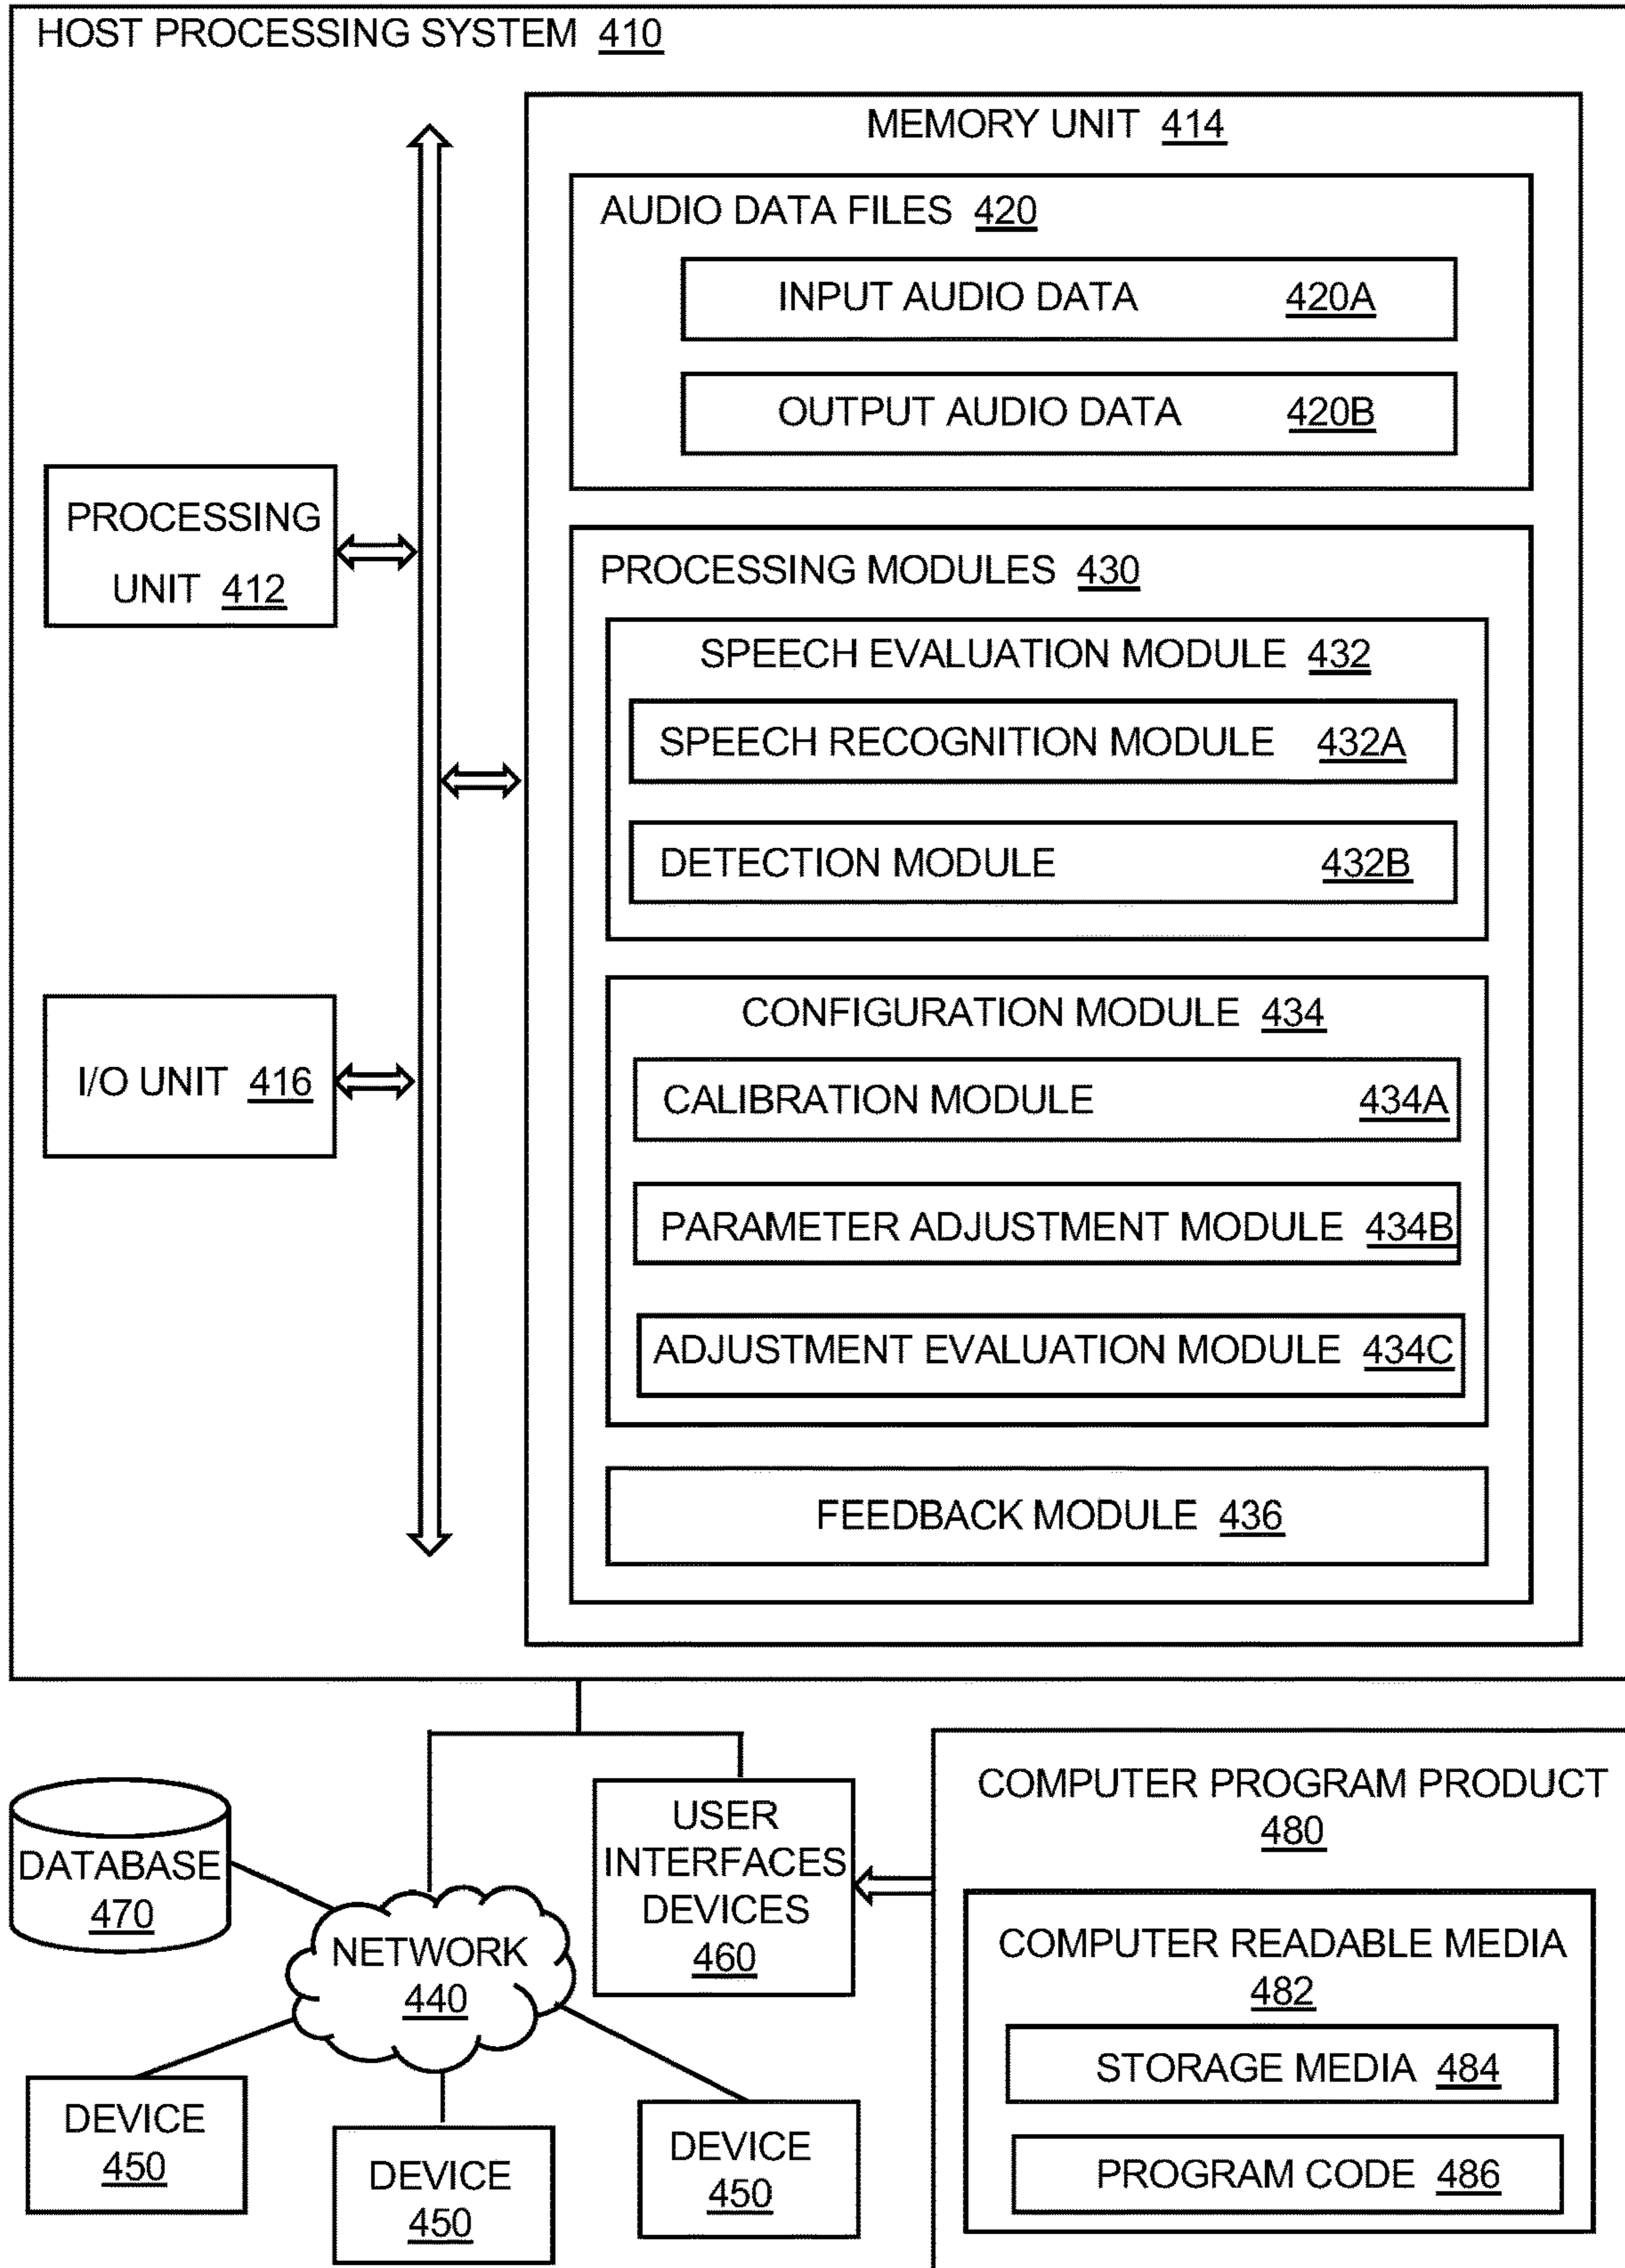 HOST PROCESSING SYSTEM 410
MEMORY UNIT 414
AUDIO DATA FILES 420
INPUT AUDIO DATA 420A
OUTPUT AUDIO DATA 420B
PROCESSING
UNIT 412
PROCESSING MODULES 430
SPEECH EVALUATION MODULE 432
SPEECH RECOGNITION MODULE 432A
DETECTION MODULE 432B
I/O UNIT 416
CONFIGURATION MODULE 434
CALIBRATION MODULE 434A
PARAMETER ADJUSTMENT MODULE 434B
ADJUSTMENT EVALUATION MODULE 434C
FEEDBACK MODULE 436
DATABASE
470
NETWORK
440
USER
INTERFACES
DEVICES
460
COMPUTER PROGRAM PRODUCT
480
COMPUTER READABLE MEDIA
482
STORAGE MEDIA 484
PROGRAM CODE 486
DEVICE
450
DEVICE
450
DEVICE
450